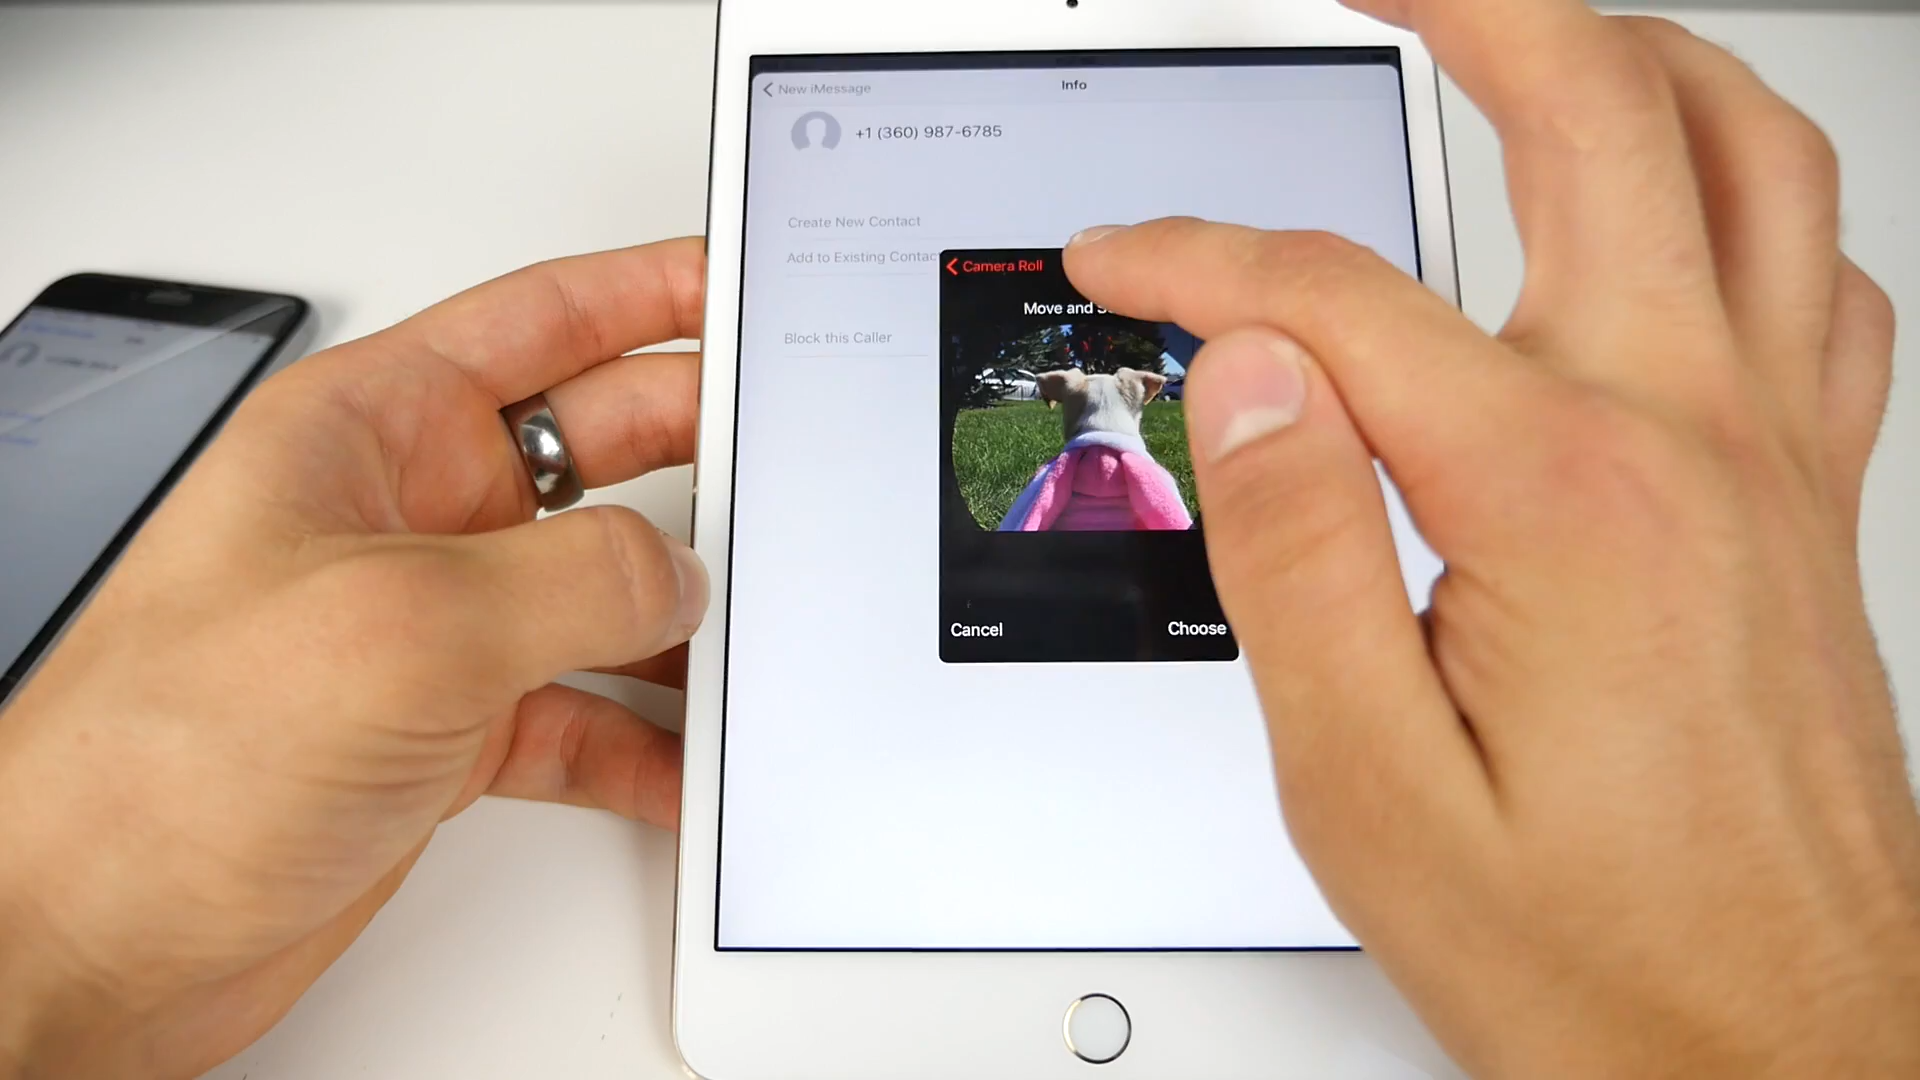 New iMessage
Info
+1 (360) 987-6785
Create New Contact
Add to Existing Contac
Camera Roll
Move and
Block this Caller
Cancel
Choose